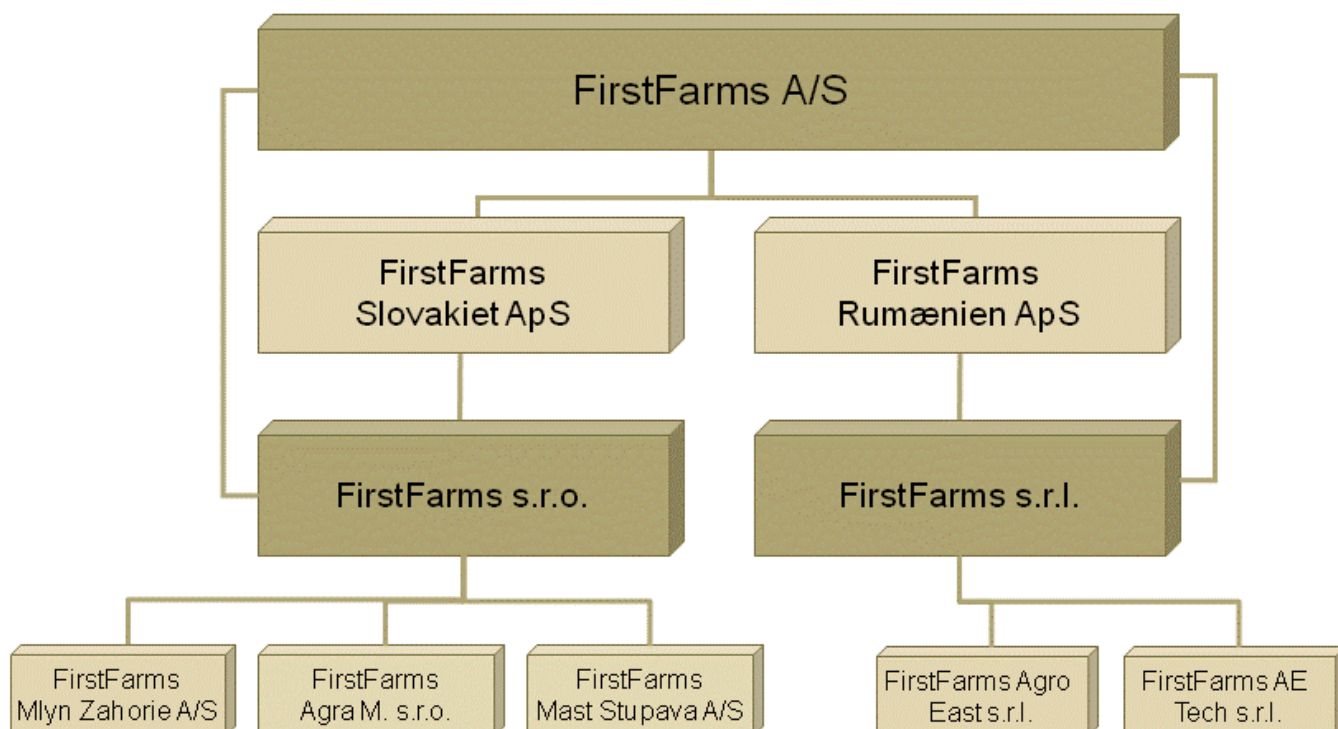 FirstFarms A/S
FirstFarms
Slovakiet ApS
FirstFarms
Rumænien ApS
FirstFarms s.r.o.
FirstFarms s.r.l.
FirstFarms
Mlyn Zahorie A/S
FirstFarms
Agra M. s.r.o.
FirstFarms
Mast Stupava A/S
FirstFarms Agro
East s.r.l.
FirstFarms AE
Tech s.r.l.